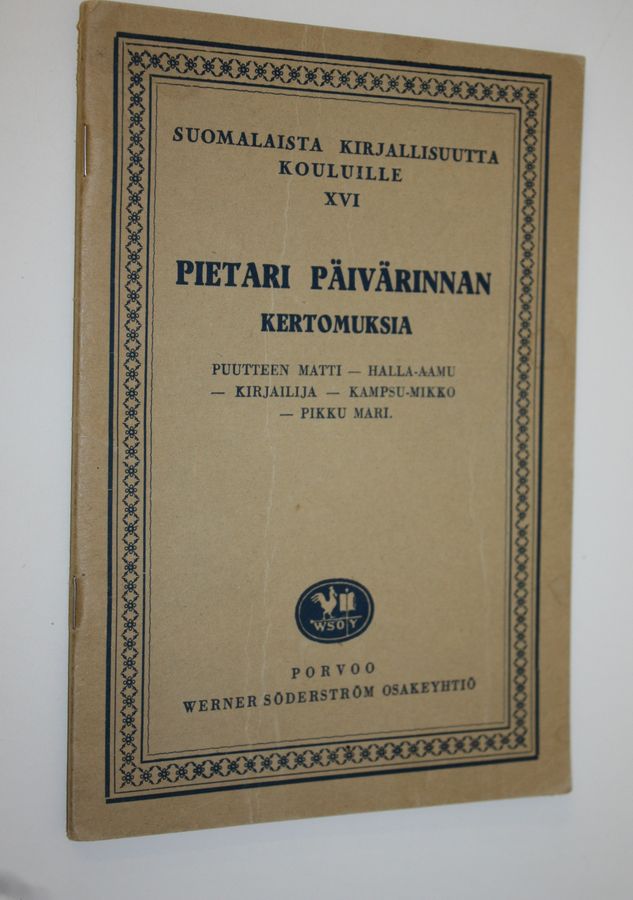 SUOMALAISTA KIRJALLISUUTTA
KOULUILLE
XVI
PIETARI PÄIVÄRINNAN
KERTOMUKSIA
PUUTTEEN MATTI — HALLA-AAMU
— KIRJAILIJA — KAMPSU-MIKKO
— PIKKU MARI.
WSOY
PORVOO
WERNER SÖDERSTRÖM OSAKEYHTIÖ